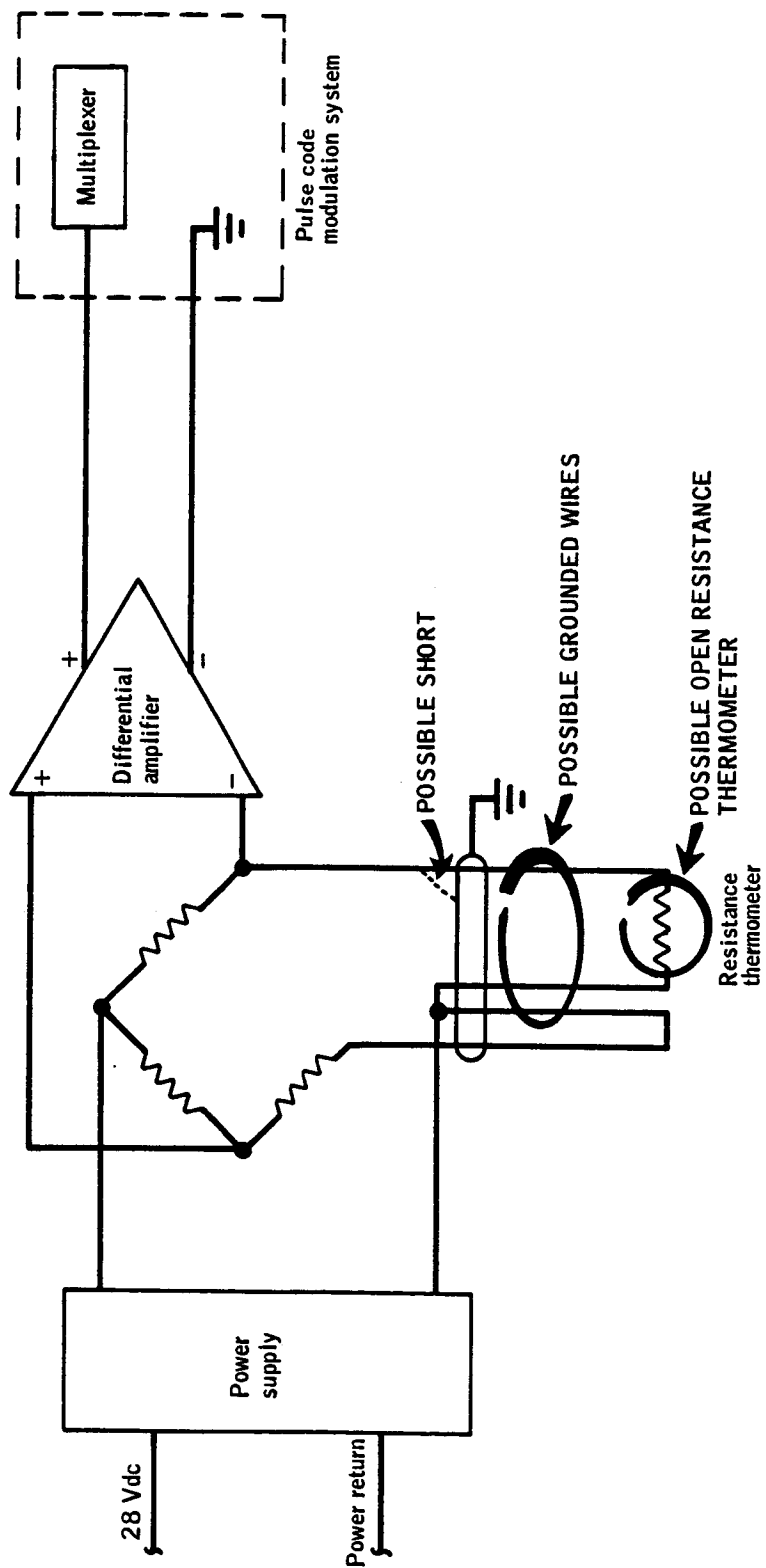 28 Vdc
Power return
Power
supply
Differential
amplifier
+
-
+
-
Multiplexer
Pulse code
modulation system
POSSIBLE SHORT
POSSIBLE GROUNDED WIRES
POSSIBLE OPEN RESISTANCE
THERMOMETER
Resistance
thermometer